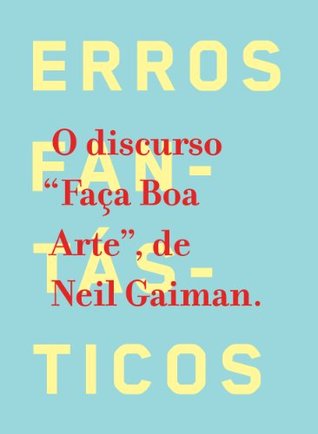 ERROS
O discurso
FAN-
“Faça Boa
Arte”, de
TÁS-
Neil Gaiman.
TICOS